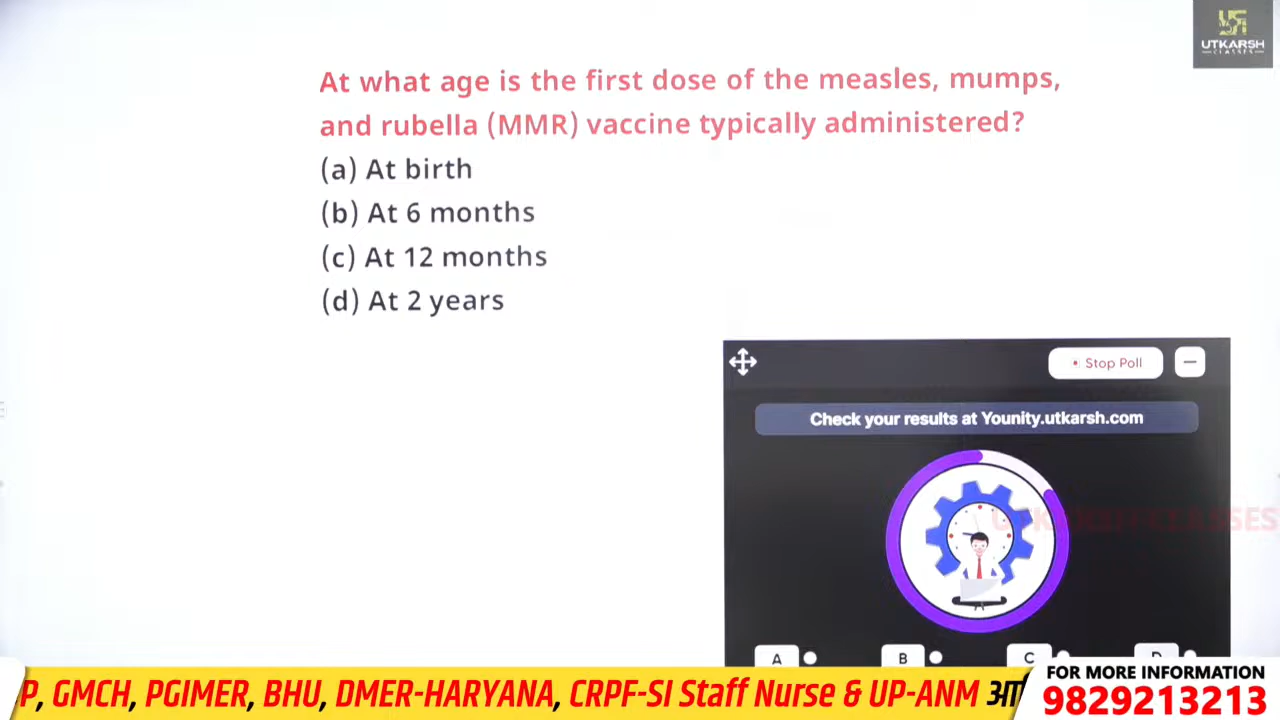 UTKARSH
CLASSES
At what age is the first dose of the measles, mumps,
and rubella (MMR) vaccine typically administered?
(a) At birth
(b) At 6 months
(c) At 12 months
(d) At 2 years
Stop Poll
Check your results at Younity.utkarsh.com
A
B
C
D
P, GMCH, PGIMER, BHU, DMER-HARYANA, CRPF-SI Staff Nurse & UP-ANM
FOR MORE INFORMATION
9829213213